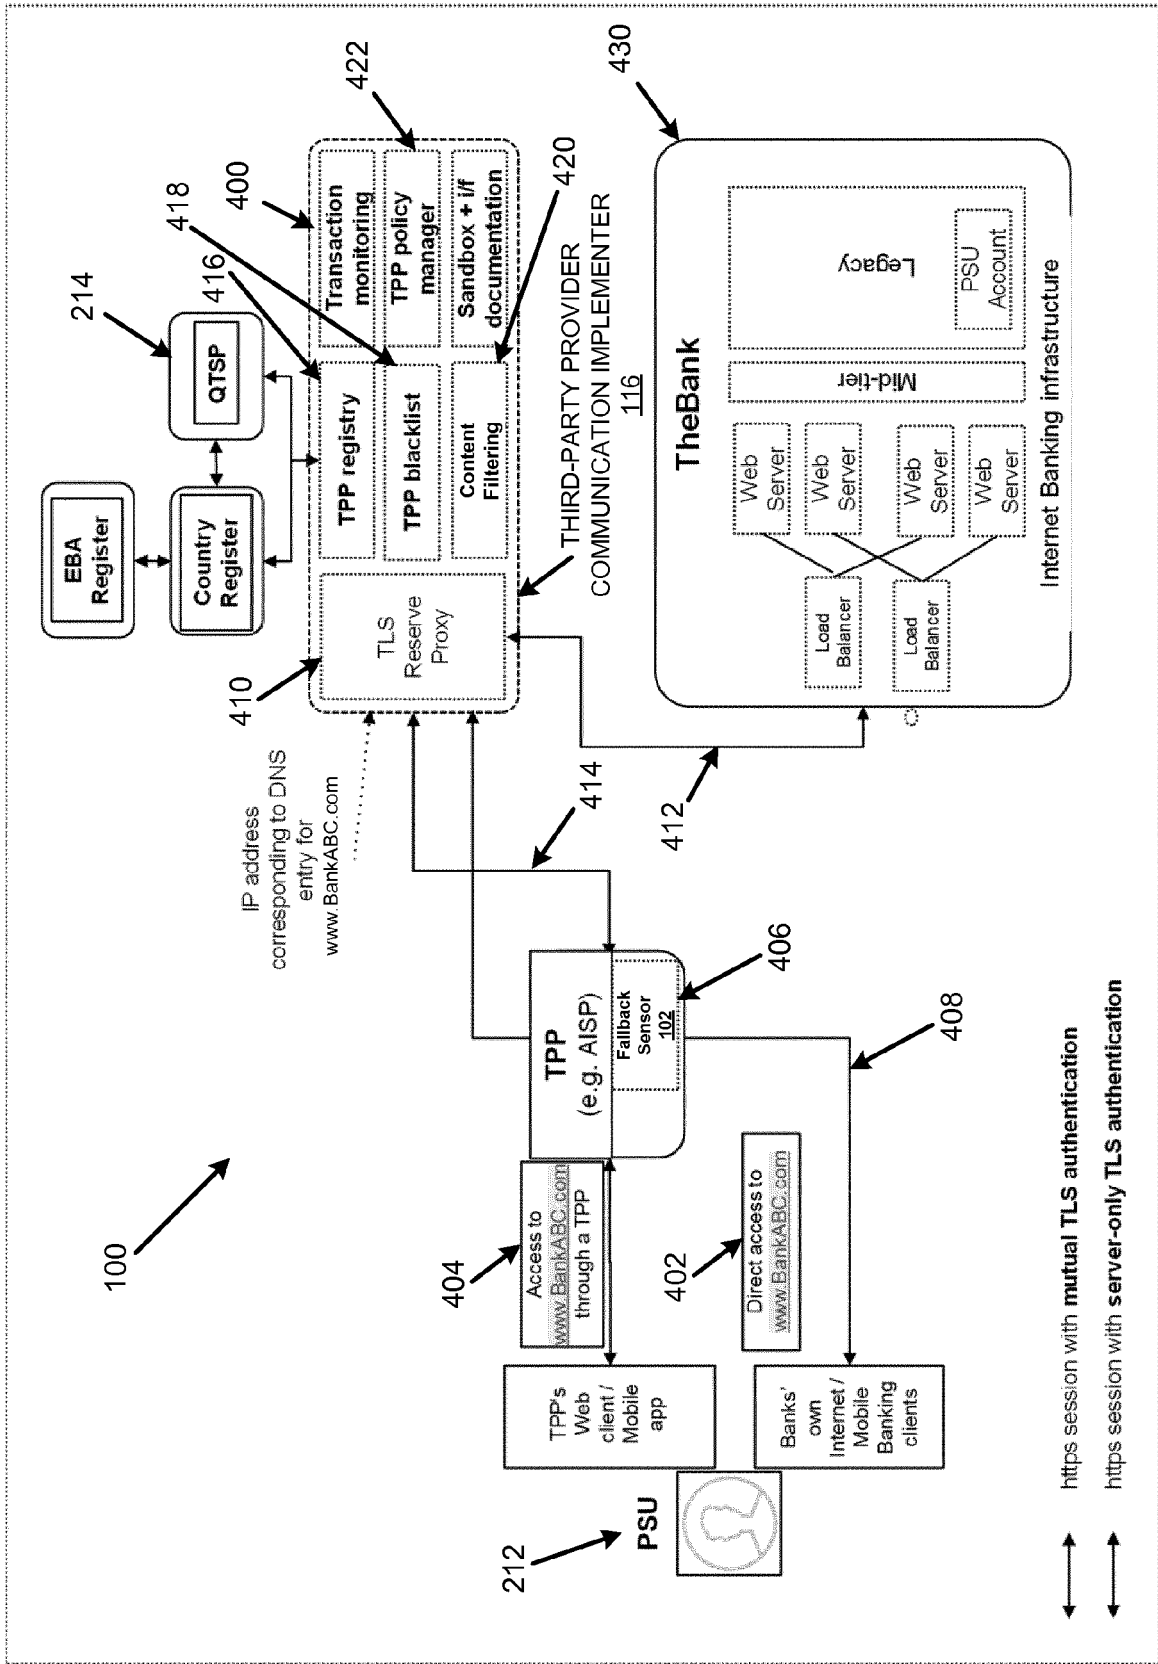 100
EBA
Register
Country
Register
QTSP
214
416
418
400
422
410
TLS
Reserve
Proxy
TPP registry
TPP blacklist
Content
Filtering
Transaction
monitoring
TPP policy
manager
Sandbox + i/f
documentation
420
THIRD-PARTY PROVIDER
COMMUNICATION IMPLEMENTER
116
IP address
corresponding to DNS
entry for
www.BankABC.com
414
412
430
TheBank
Load
Balancer
Load
Balancer
Web
Server
Web
Server
Web
Server
Web
Server
Mid-tier
Legacy
PSU
Account
Internet Banking infrastructure
TPP
(e.g. AISP)
Fallback
Sensor
102
406
408
404
Access to
www.BankABC.com
through a TPP
402
Direct access to
www.BankABC.com
TPP's
Web
client /
Mobile
app
Banks'
own
Internet /
Mobile
Banking
clients
PSU
212
https session with mutual TLS authentication
https session with server-only TLS authentication